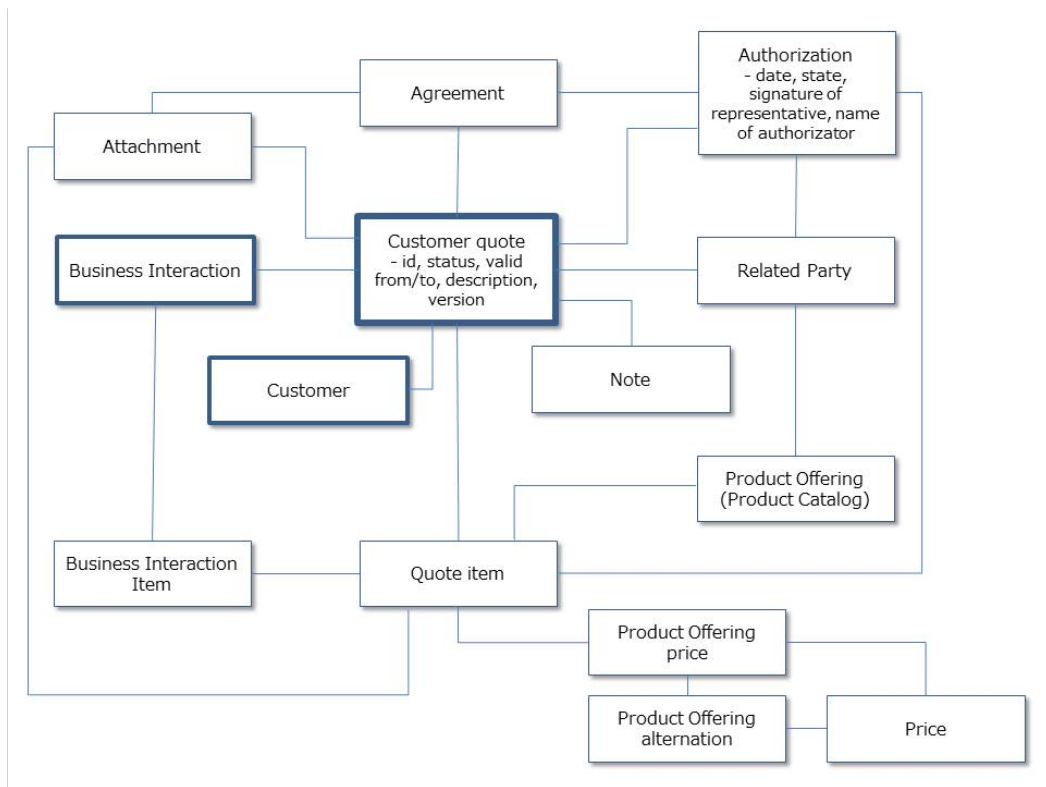 Agreement
Authorization
- date, state,
signature of
representative, name
of authorizator
Attachment
Customer quote
- id, status, valid
from/to, description,
version
Business Interaction
Related Party
Customer
Note
Product Offering
(Product Catalog)
Business Interaction
Item
Quote item
Product Offering
price
Product Offering
alternation
Price